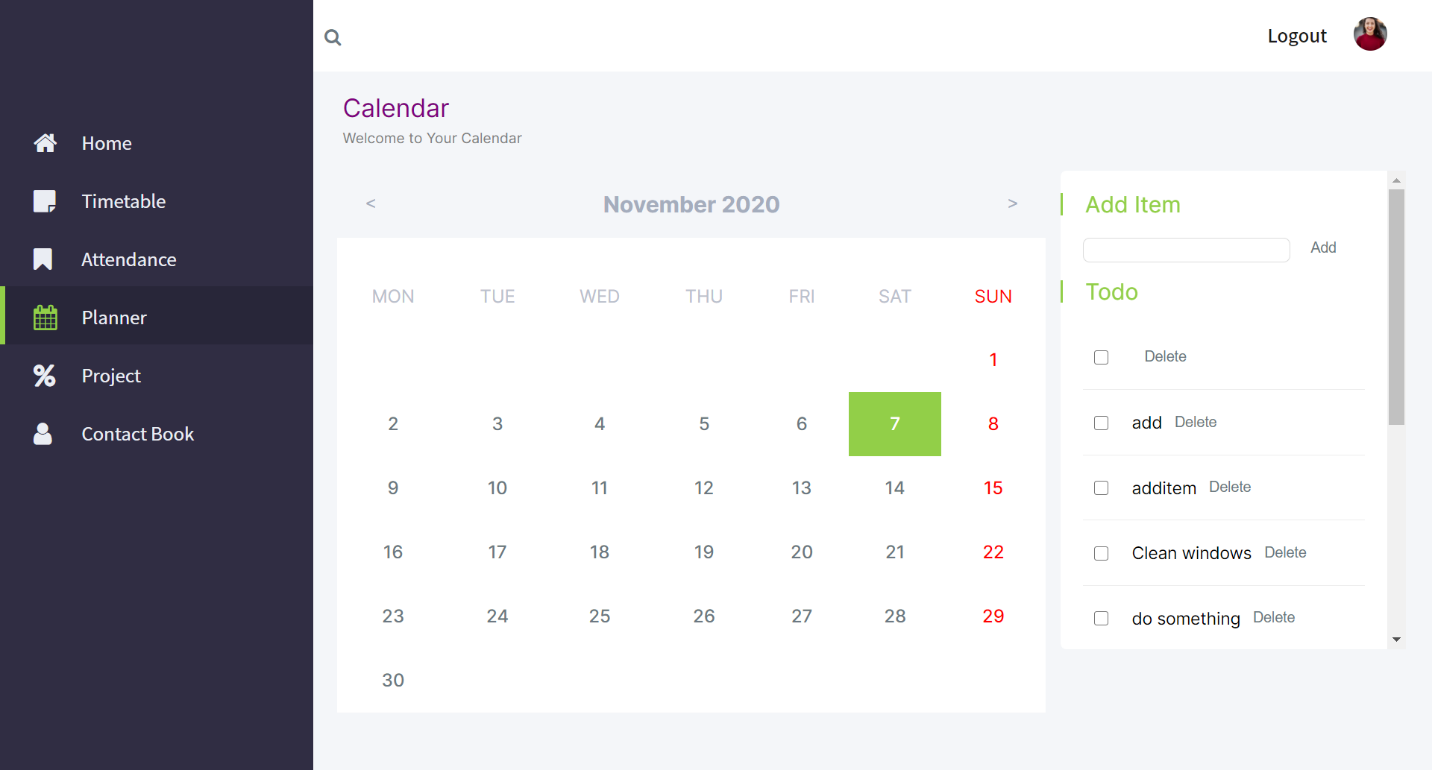 Logout
Home
Timetable
Attendance
Planner
Project
Contact Book
Calendar
Welcome to Your Calendar
< November 2020 >
MON TUE WED THU FRI SAT SUN
1
2 3 4 5 6 7 8
9 10 11 12 13 14 15
16 17 18 19 20 21 22
23 24 25 26 27 28 29
30
Add Item
Add
Todo
Delete
add Delete
additem Delete
Clean windows Delete
do something Delete